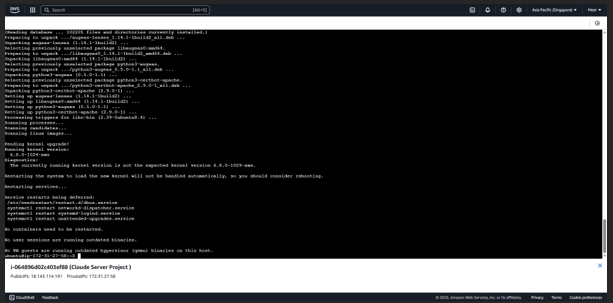 aws
Search
[Alt+S]
Asia Pacific (Singapore)
(Reading database ... 102205 files and directories currently installed.)
Preparing to unpack .../augeas-lenses_1.14.1-1build2_all.deb ...
Unpacking augeas-lenses (1.14.1-1build2) ...
Selecting previously unselected package libaugeas0:amd64.
Preparing to unpack .../libaugeas0_1.14.1-1build2_amd64.deb ...
Unpacking libaugeas0:amd64 (1.14.1-1build2) ...
Selecting previously unselected package python3-augeas.
Preparing to unpack .../python3-augeas_0.5.0-1.1_all.deb ...
Unpacking python3-augeas (0.5.0-1.1) ...
Selecting previously unselected package python3-certbot-apache.
Preparing to unpack .../python3-certbot-apache_2.9.0-1_all.deb ...
Unpacking python3-certbot-apache (2.9.0-1) ...
Setting up augeas-lenses (1.14.1-1build2) ...
Setting up libaugeas0:amd64 (1.14.1-1build2) ...
Setting up python3-augeas (0.5.0-1.1) ...
Setting up python3-certbot-apache (2.9.0-1) ...
Processing triggers for libc-bin (2.39-0ubuntu8.4) ...
Scanning processes...
Scanning candidates...
Scanning linux images...
Pending kernel upgrade!
Running kernel version:
6.8.0-1024-aws
Diagnostics:
The currently running kernel version is not the expected kernel version 6.8.0-1029-aws.
Restarting the system to load the new kernel will not be handled automatically, so you should consider rebooting.
Restarting services...
Service restarts being deferred:
/etc/needrestart/restart.d/dbus.service
systemctl restart networkd-dispatcher.service
systemctl restart systemd-logind.service
systemctl restart unattended-upgrades.service
No containers need to be restarted.
No user sessions are running outdated binaries.
No VM guests are running outdated hypervisor (qemu) binaries on this host.
ubuntu@ip-172-31-27-58:~$
i-064896d02c403ef88 (Cloude Server Project )
PublicIPs: 18.143.114.191 PrivateIPs: 172.31.27.58
CloudShell Feedback
© 2025, Amazon Web Services, Inc. or its affiliates. Privacy Terms Cookie preferences